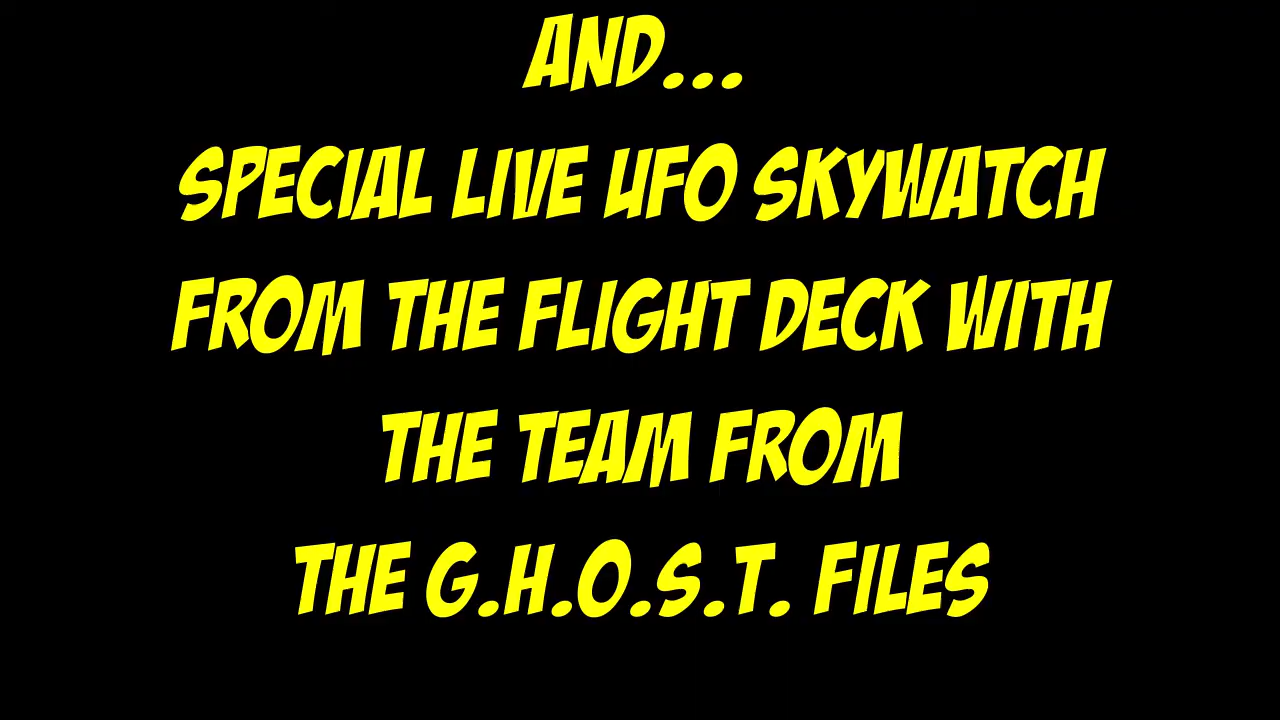 AND...
SPECIAL LIVE UFO SKYWATCH
FROM THE FLIGHT DECK WITH
THE TEAM FROM
THE G.H.O.S.T. FILES